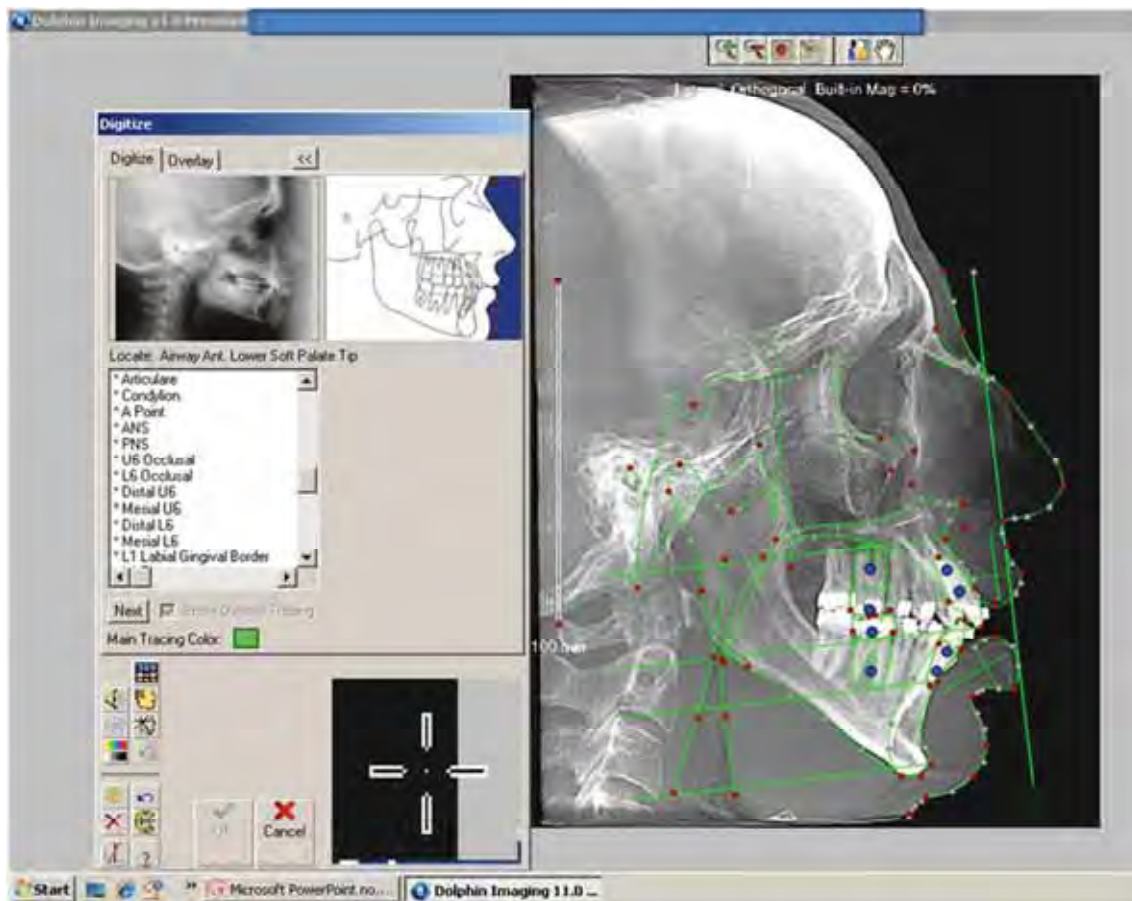 Dolphin Imaging 11.0 Premium
Lateral Orthogonal Built-in Mag = 0%
Digitize
Digitize Overlay <<
Locate: Airway Ant. Lower Soft Palate Tip
* Articulare
* Condylion
* A Point
* ANS
* PNS
* U6 Occlusal
* L6 Occlusal
* Distal U6
* Mesial U6
* Distal L6
* Mesial L6
* L1 Labial Gingival Border
Next
Main Tracing Color:
100 mm
Cancel
?
Start » Microsoft PowerPoint no... Dolphin Imaging 11.0 ...